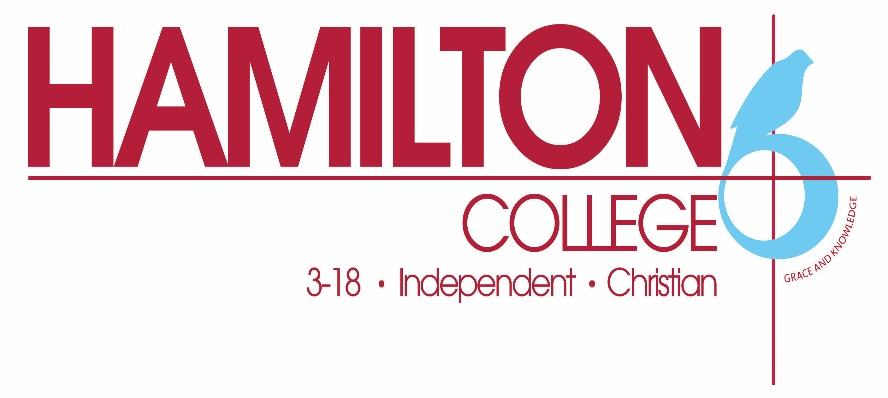 HAMILTON
COLLEGE
GRACE AND KNOWLEDGE
3-18 • Independent • Christian